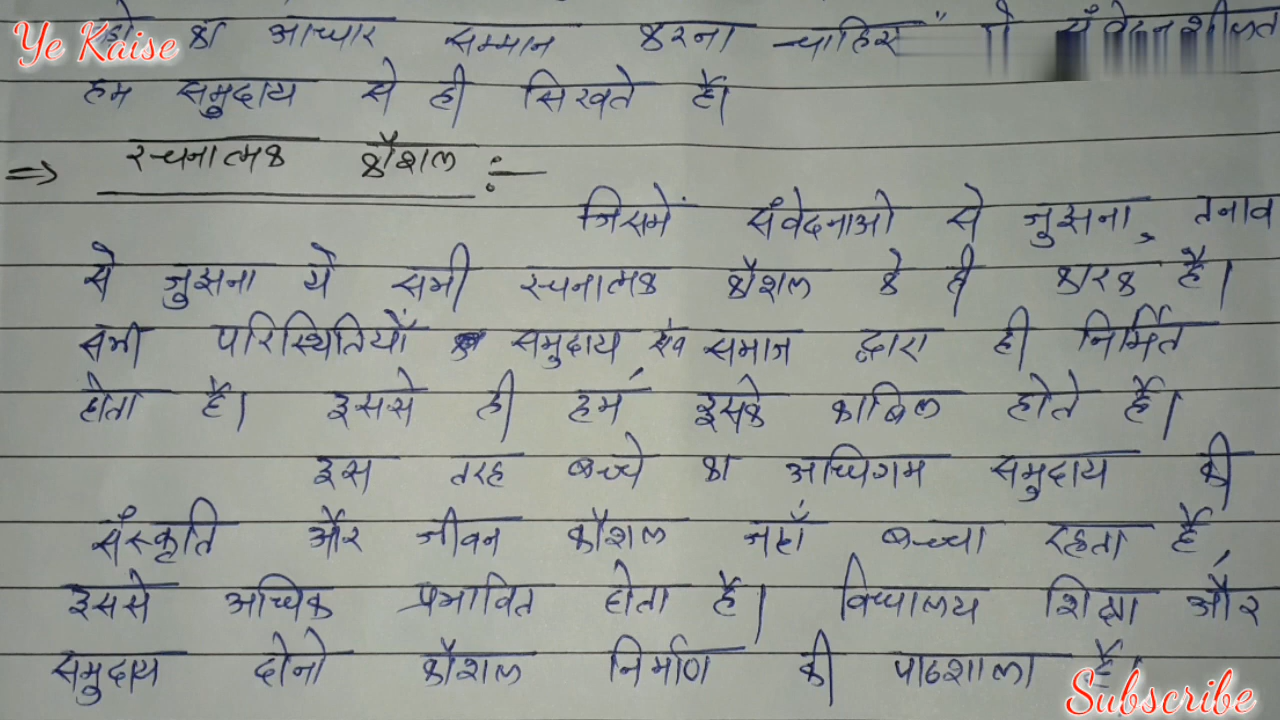 Ye Kaise
का आचार सम्मान करना चाहिए" ये संवेदनशीलता
हम समुदाय से ही सिखते हैं।
⇒ रचनात्मक कौशल :-
जिसमें संवेदनाओ से जुझना, तनाव
से जुझना ये सभी रचनात्मक कौशल के ही कारक है।
सभी परिस्थितियाँ समुदाय एंव समाज द्वारा ही निर्मित
होता है। इससे ही हमें इसके काबिल होते हैं।
इस तरह बच्चे का अधिगम समुदाय की
संस्कृति और जीवन कौशल जहाँ बच्चा रहता है,
इससे अधिक प्रभावित होता है। विध्यालय शिक्षा और
समुदाय दोनो कौशल निर्माण की पाठशाला हैं।
Subscribe